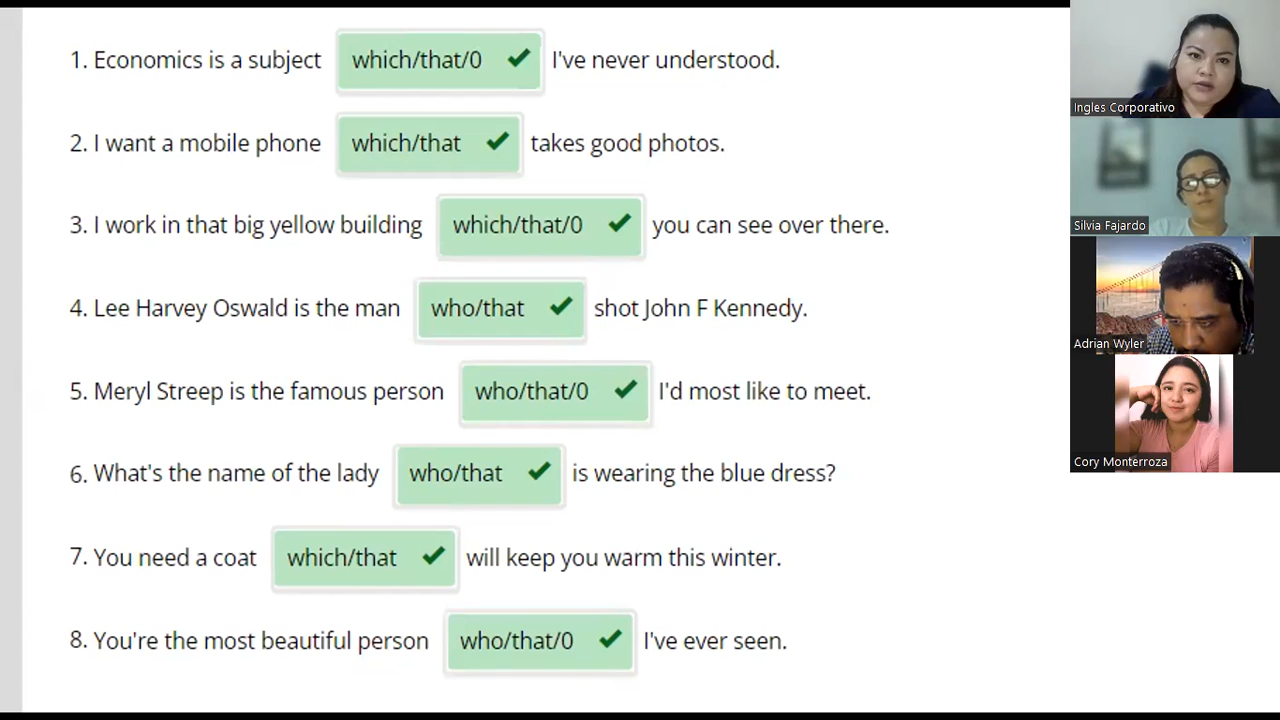 1. Economics is a subject which/that/0 ✔ I've never understood.
2. I want a mobile phone which/that ✔ takes good photos.
3. I work in that big yellow building which/that/0 ✔ you can see over there.
4. Lee Harvey Oswald is the man who/that ✔ shot John F Kennedy.
5. Meryl Streep is the famous person who/that/0 ✔ I'd most like to meet.
6. What's the name of the lady who/that ✔ is wearing the blue dress?
7. You need a coat which/that ✔ will keep you warm this winter.
8. You're the most beautiful person who/that/0 ✔ I've ever seen.
Ingles Corporativo
Silvia Fajardo
Adrian Wyler
Cory Monterroza